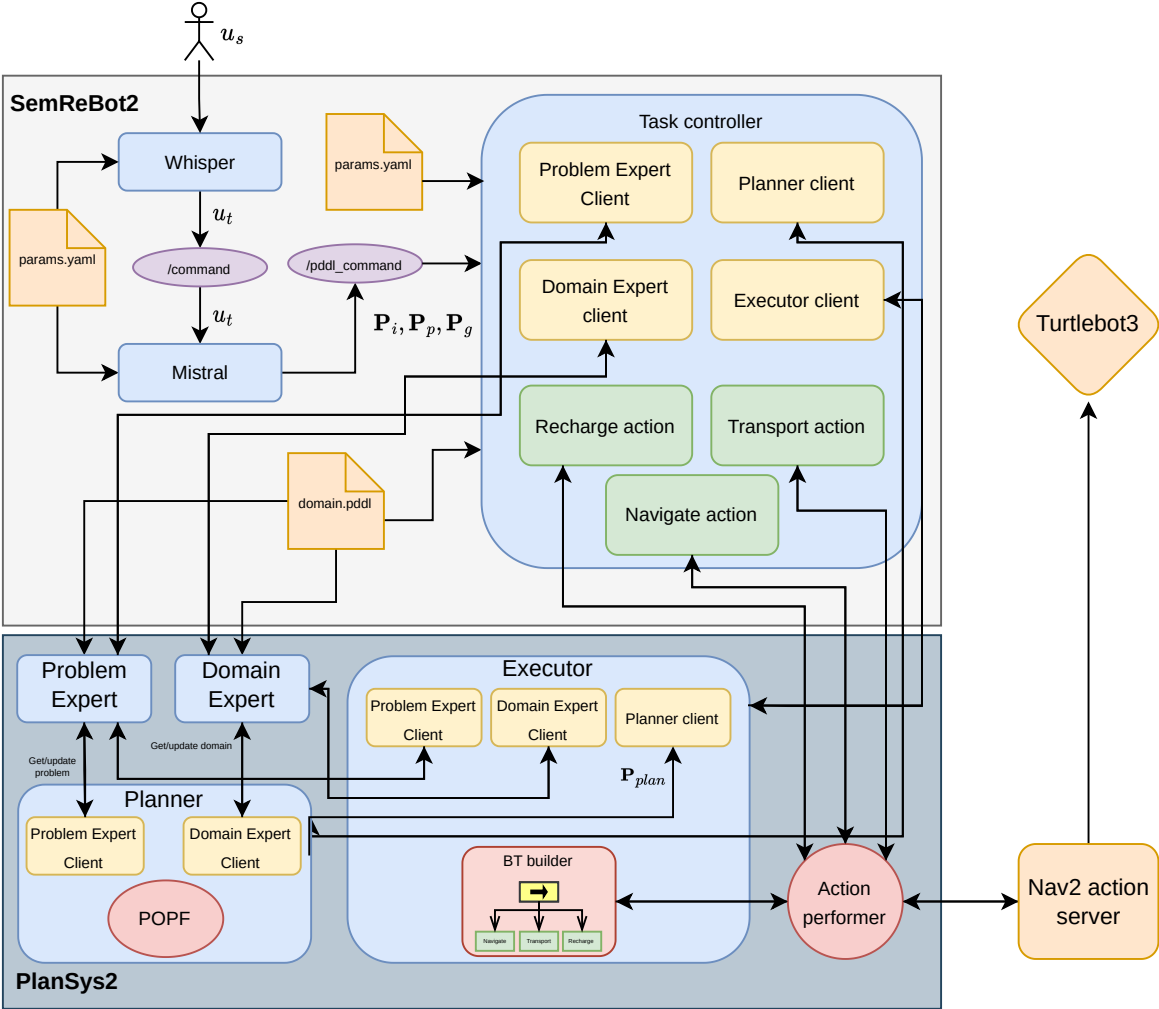 u_s
SemReBot2
Whisper
params.yaml
u_t
/command
u_t
Mistral
params.yaml
/pddl_command
P_i, P_p, P_g
Task controller
Problem Expert
Client
Planner client
Domain Expert
client
Executor client
Recharge action
Transport action
Navigate action
domain.pddl
Turtlebot3
Problem
Expert
Domain
Expert
Get/update
problem
Get/update domain
Planner
Problem Expert
Client
Domain Expert
Client
POPF
PlanSys2
Executor
Problem Expert
Client
Domain Expert
Client
Planner client
P_plan
BT builder
Navigate
Transport
Recharge
Action
performer
Nav2 action
server